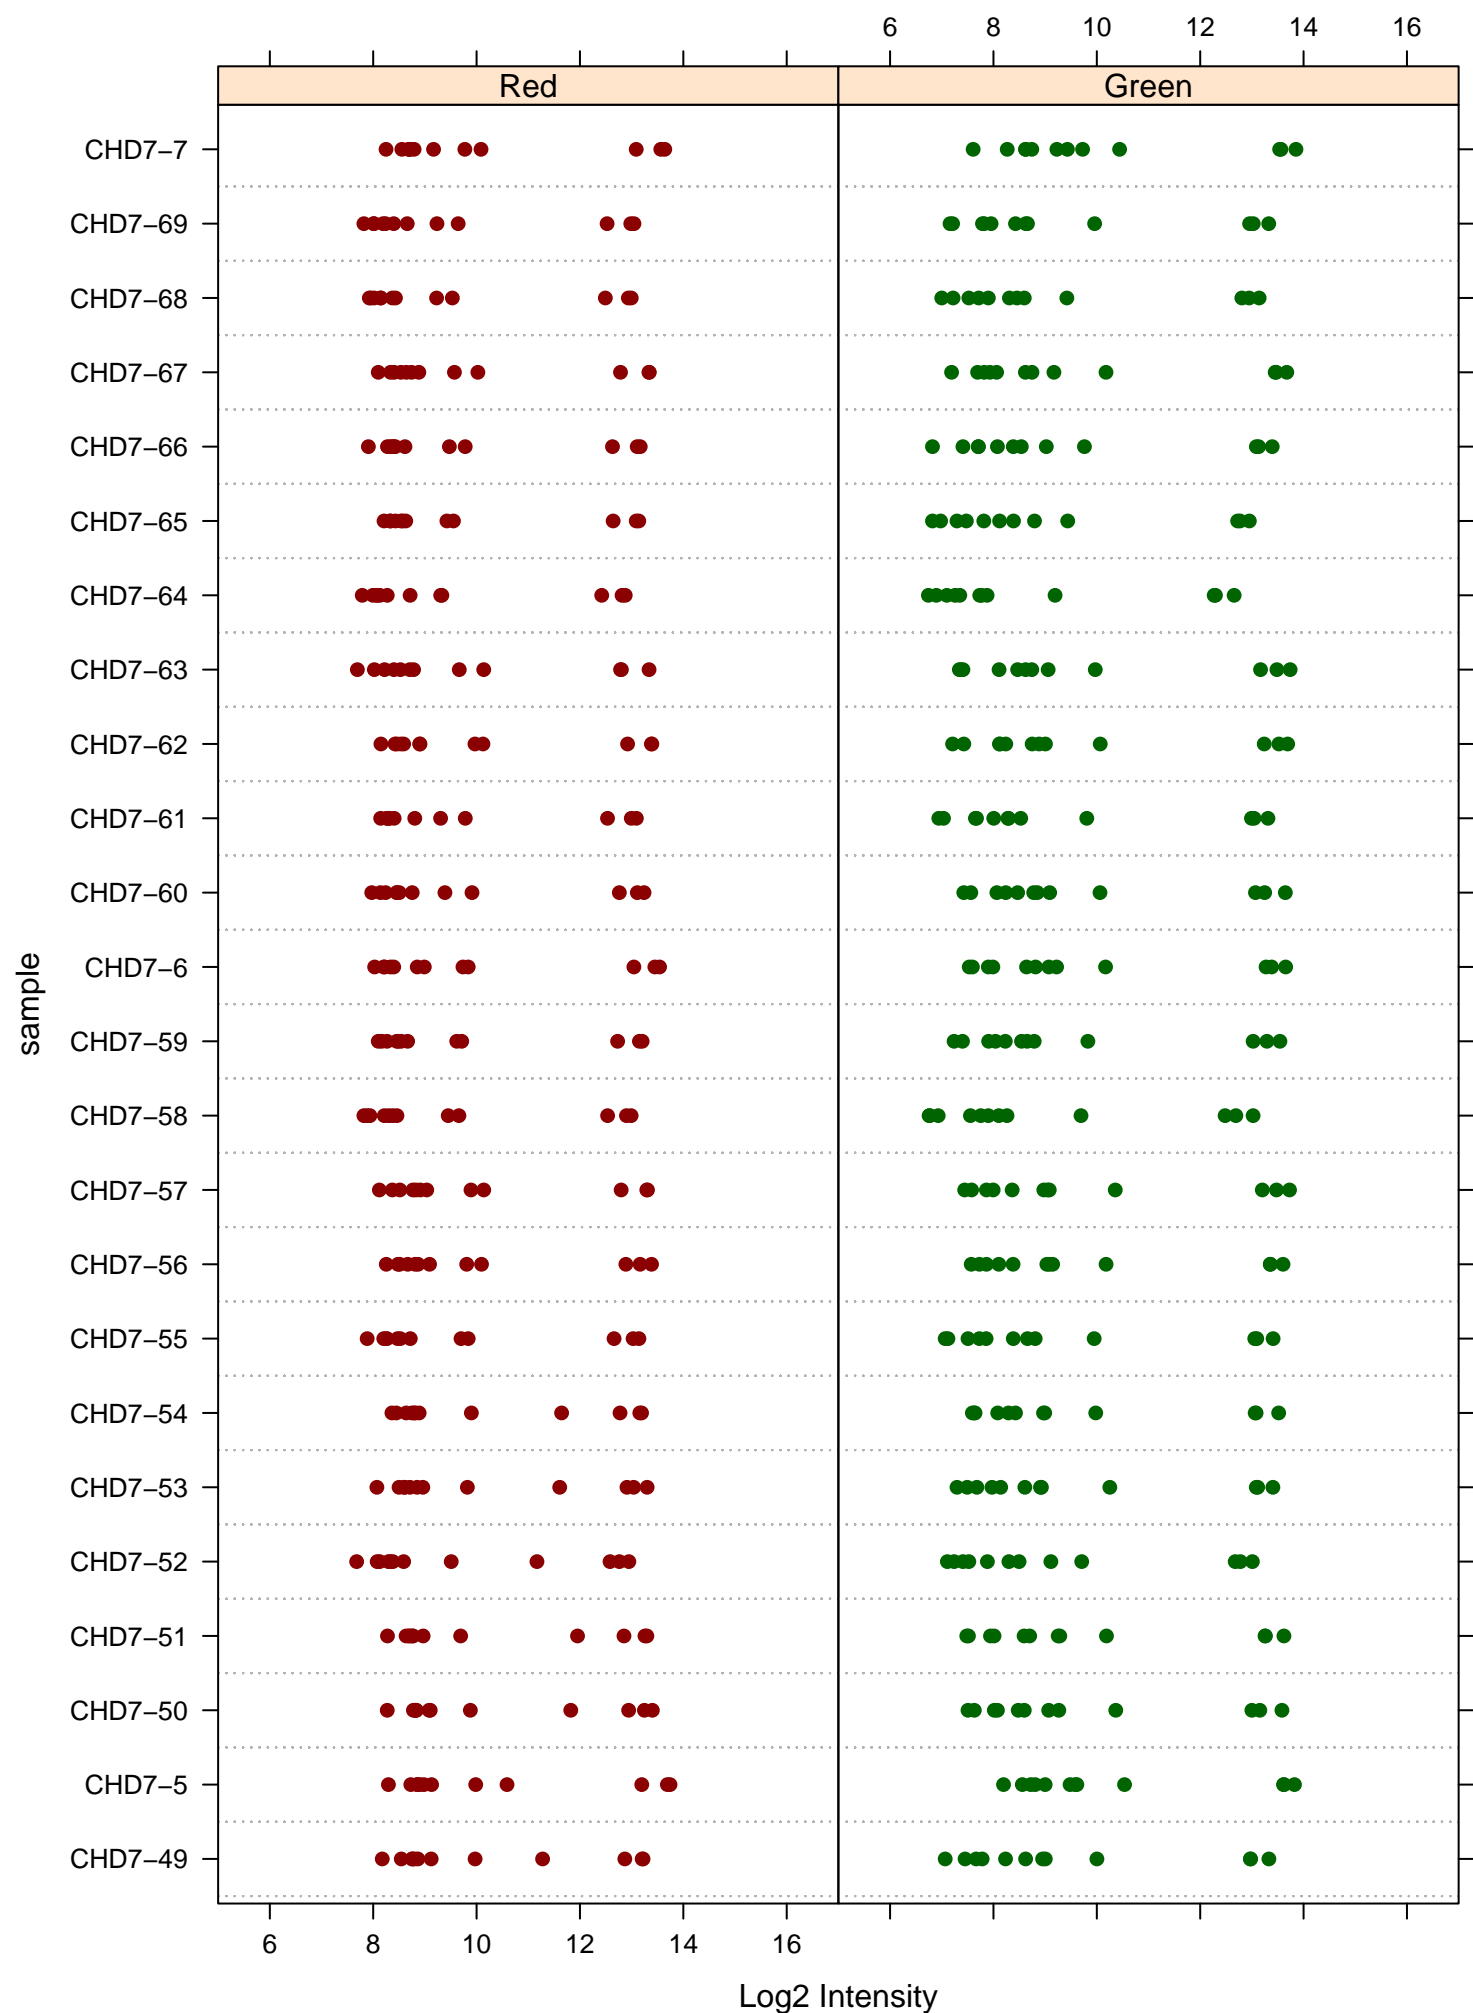 6 8 10 12 14 16
Red Green
CHD7−7
CHD7−69
CHD7−68
CHD7−67
CHD7−66
CHD7−65
CHD7−64
CHD7−63
CHD7−62
CHD7−61
CHD7−60
CHD7−6
CHD7−59
CHD7−58
CHD7−57
CHD7−56
CHD7−55
CHD7−54
CHD7−53
CHD7−52
CHD7−51
CHD7−50
CHD7−5
CHD7−49
sample
6 8 10 12 14 16
Log2 Intensity